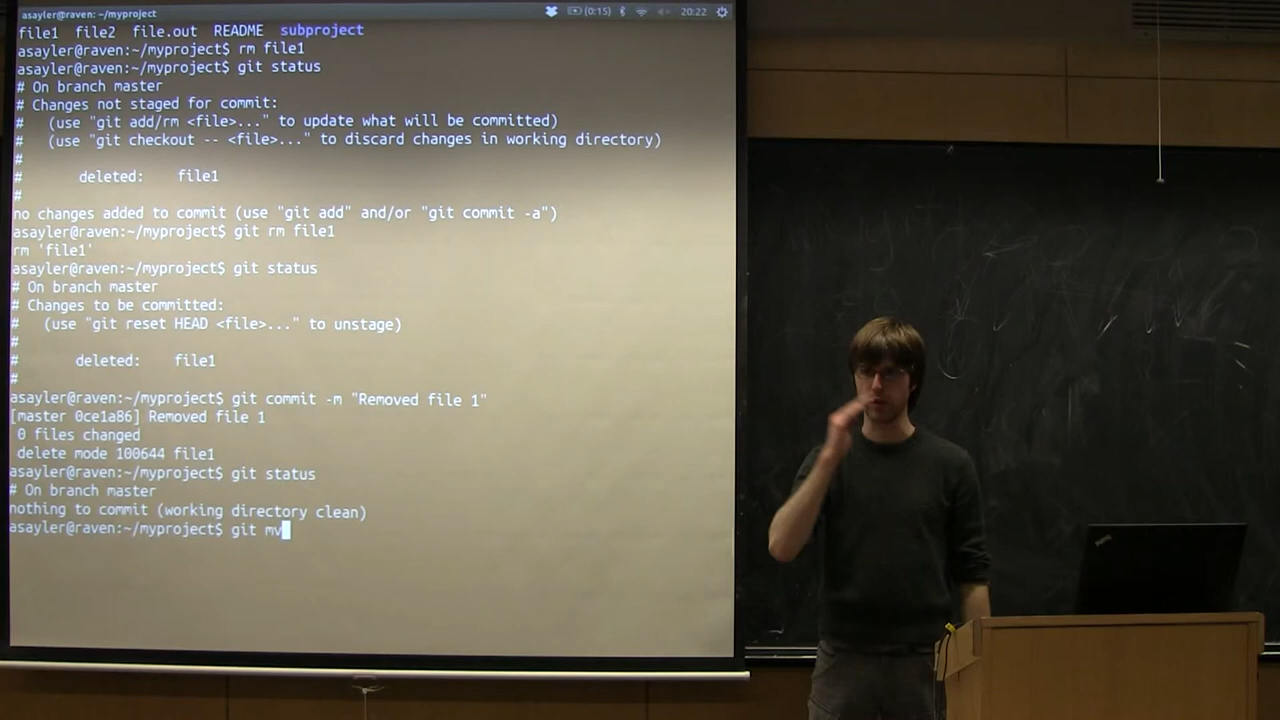 asayler@raven: ~/myproject (0:15) 20:22
file1 file2 file.out README subproject
asayler@raven:~/myproject$ rm file1
asayler@raven:~/myproject$ git status
# On branch master
# Changes not staged for commit:
# (use "git add/rm <file>..." to update what will be committed)
# (use "git checkout -- <file>..." to discard changes in working directory)
#
# deleted: file1
#
no changes added to commit (use "git add" and/or "git commit -a")
asayler@raven:~/myproject$ git rm file1
rm 'file1'
asayler@raven:~/myproject$ git status
# On branch master
# Changes to be committed:
# (use "git reset HEAD <file>..." to unstage)
#
# deleted: file1
#
asayler@raven:~/myproject$ git commit -m "Removed file 1"
[master 0ce1a86] Removed file 1
0 files changed
delete mode 100644 file1
asayler@raven:~/myproject$ git status
# On branch master
nothing to commit (working directory clean)
asayler@raven:~/myproject$ git mv